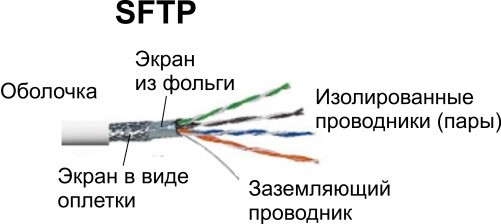 SFTP
Экран
из фольги
Оболочка
Изолированные
проводники (пары)
Экран в виде
оплетки
Заземляющий
проводник